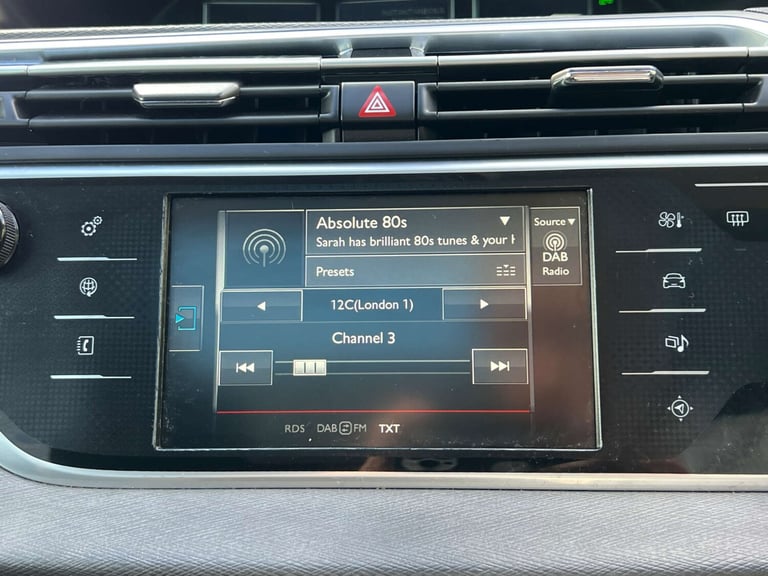 Absolute 80s
Sarah has brilliant 80s tunes & your
Source
DAB
Radio
Presets
12C(London 1)
Channel 3
RDS DAB FM TXT